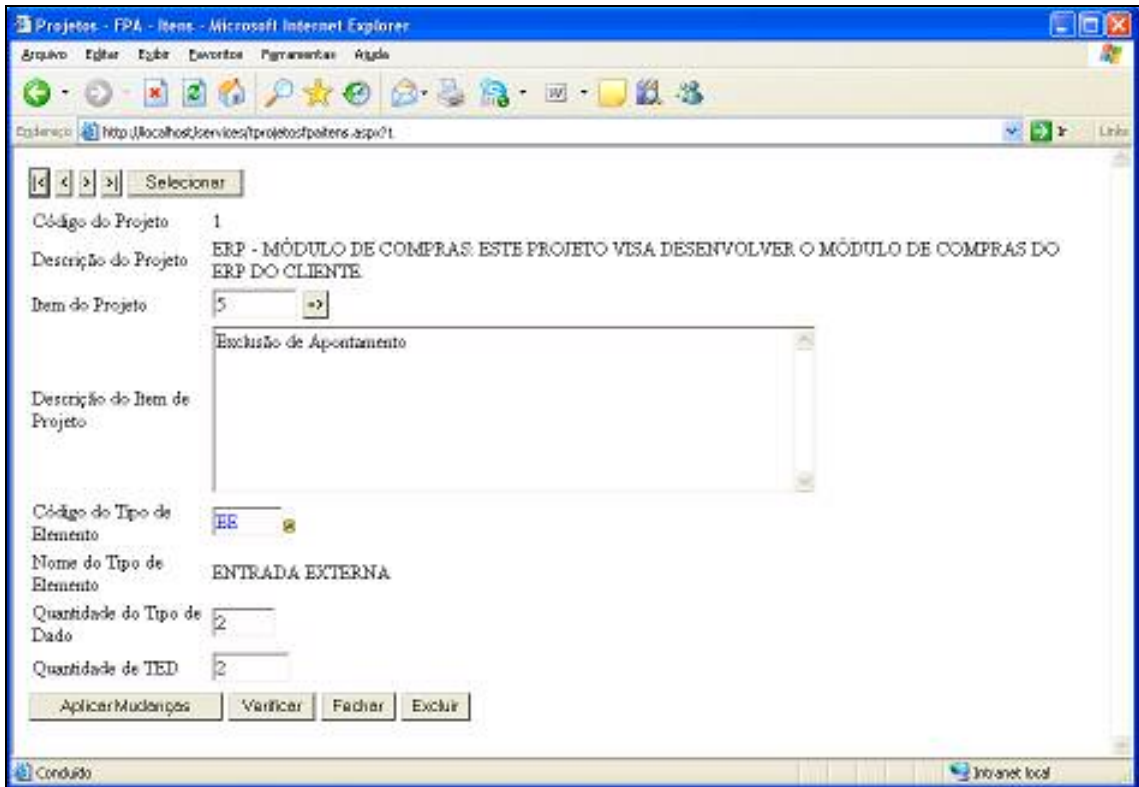 Projetos - FPA - Itens - Microsoft Internet Explorer
Arquivo Editar Exibir Favoritos Ferramentas Ajuda
Endereço http://localhost/services/tprojetosfpaitens.aspx?1 Ir Links
|< < > >| Selecionar
Código do Projeto 1
Descrição do Projeto ERP - MÓDULO DE COMPRAS: ESTE PROJETO VISA DESENVOLVER O MÓDULO DE COMPRAS DO
ERP DO CLIENTE
Item do Projeto 5 =>
Exclusão de Apontamento
Descrição do Item de
Projeto
Código do Tipo de
Elemento EE
Nome do Tipo de
Elemento ENTRADA EXTERNA
Quantidade do Tipo de
Dado 2
Quantidade de TED 2
Aplicar Mudanças Verificar Fechar Excluir
Concluído Intranet local